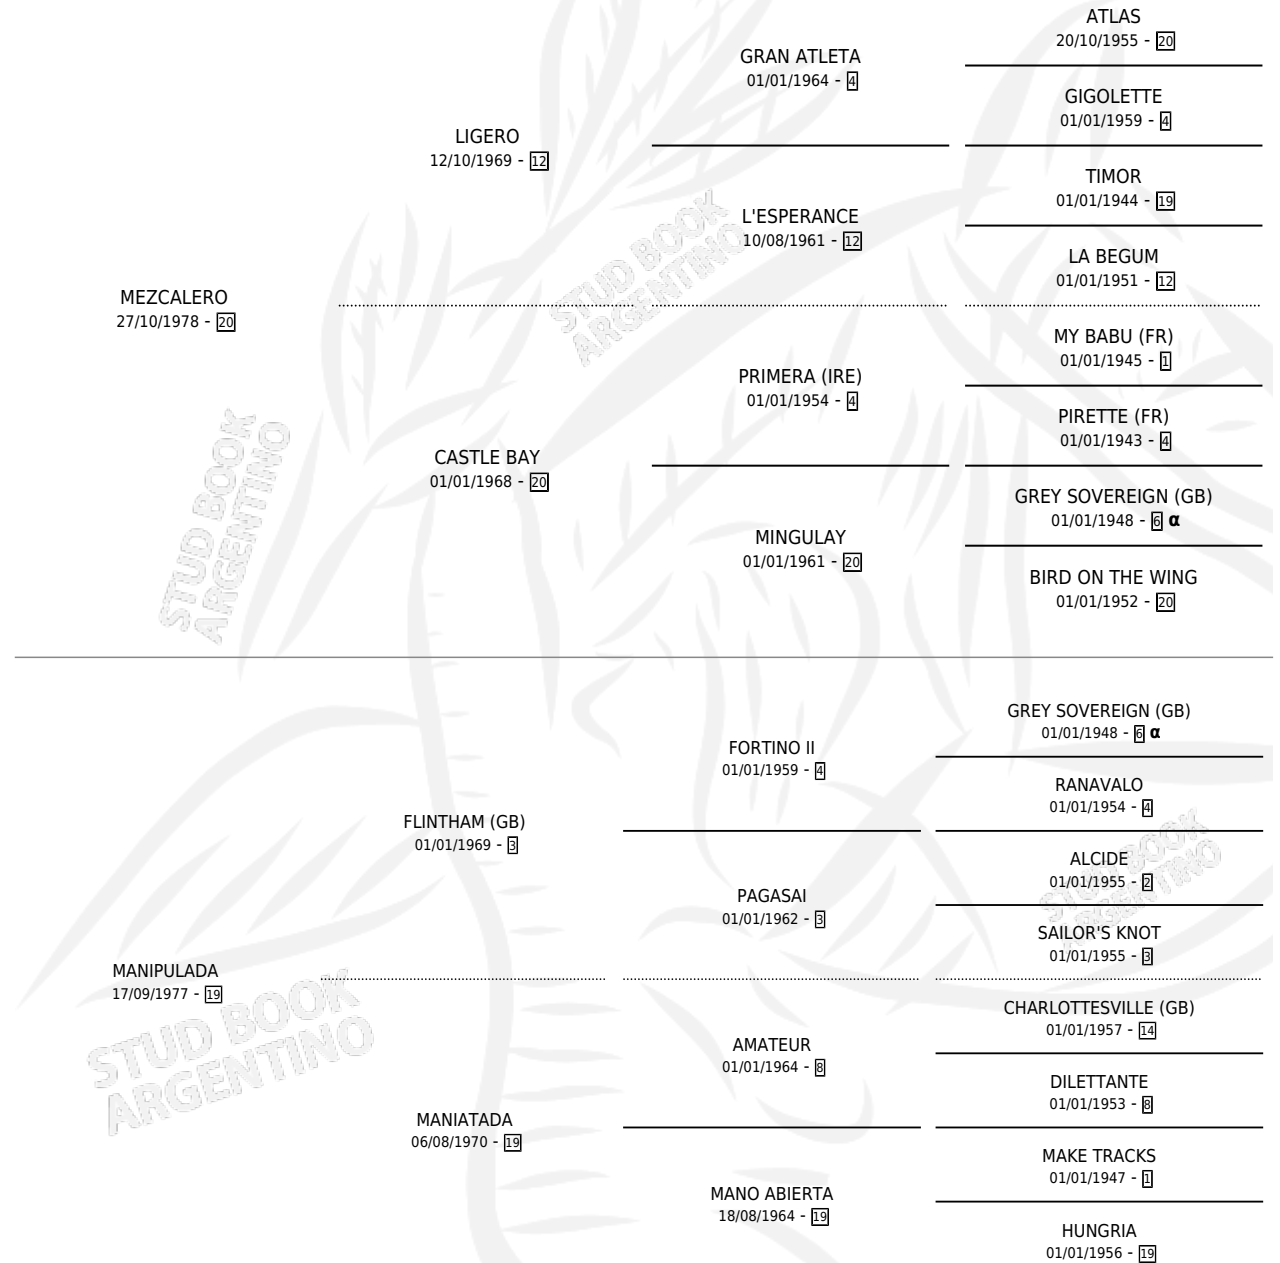 ATLAS
20/10/1955 - 20
GRAN ATLETA
01/01/1964 - 4
GIGOLETTE
01/01/1959 - 4
LIGERO
12/10/1969 - 12
TIMOR
01/01/1944 - 19
L'ESPERANCE
10/08/1961 - 12
LA BEGUM
01/01/1951 - 12
MEZCALERO
27/10/1978 - 20
MY BABU (FR)
01/01/1945 - 1
PRIMERA (IRE)
01/01/1954 - 4
PIRETTE (FR)
01/01/1943 - 4
CASTLE BAY
01/01/1968 - 20
GREY SOVEREIGN (GB)
01/01/1948 - 6 α
MINGULAY
01/01/1961 - 20
BIRD ON THE WING
01/01/1952 - 20
GREY SOVEREIGN (GB)
01/01/1948 - 6 α
FORTINO II
01/01/1959 - 4
RANAVALO
01/01/1954 - 4
FLINTHAM (GB)
01/01/1969 - 3
ALCIDE
01/01/1955 - 2
PAGASAI
01/01/1962 - 3
SAILOR'S KNOT
01/01/1955 - 3
MANIPULADA
17/09/1977 - 19
CHARLOTTESVILLE (GB)
01/01/1957 - 14
AMATEUR
01/01/1964 - 8
DILETTANTE
01/01/1953 - 8
MANIATADA
06/08/1970 - 19
MAKE TRACKS
01/01/1947 - 1
MANO ABIERTA
18/08/1964 - 19
HUNGRIA
01/01/1956 - 19
STUD BOOK
ARGENTINO
STUD BOOK
ARGENTINO
STUD BOOK
ARGENTINO
STUD BOOK
ARGENTINO